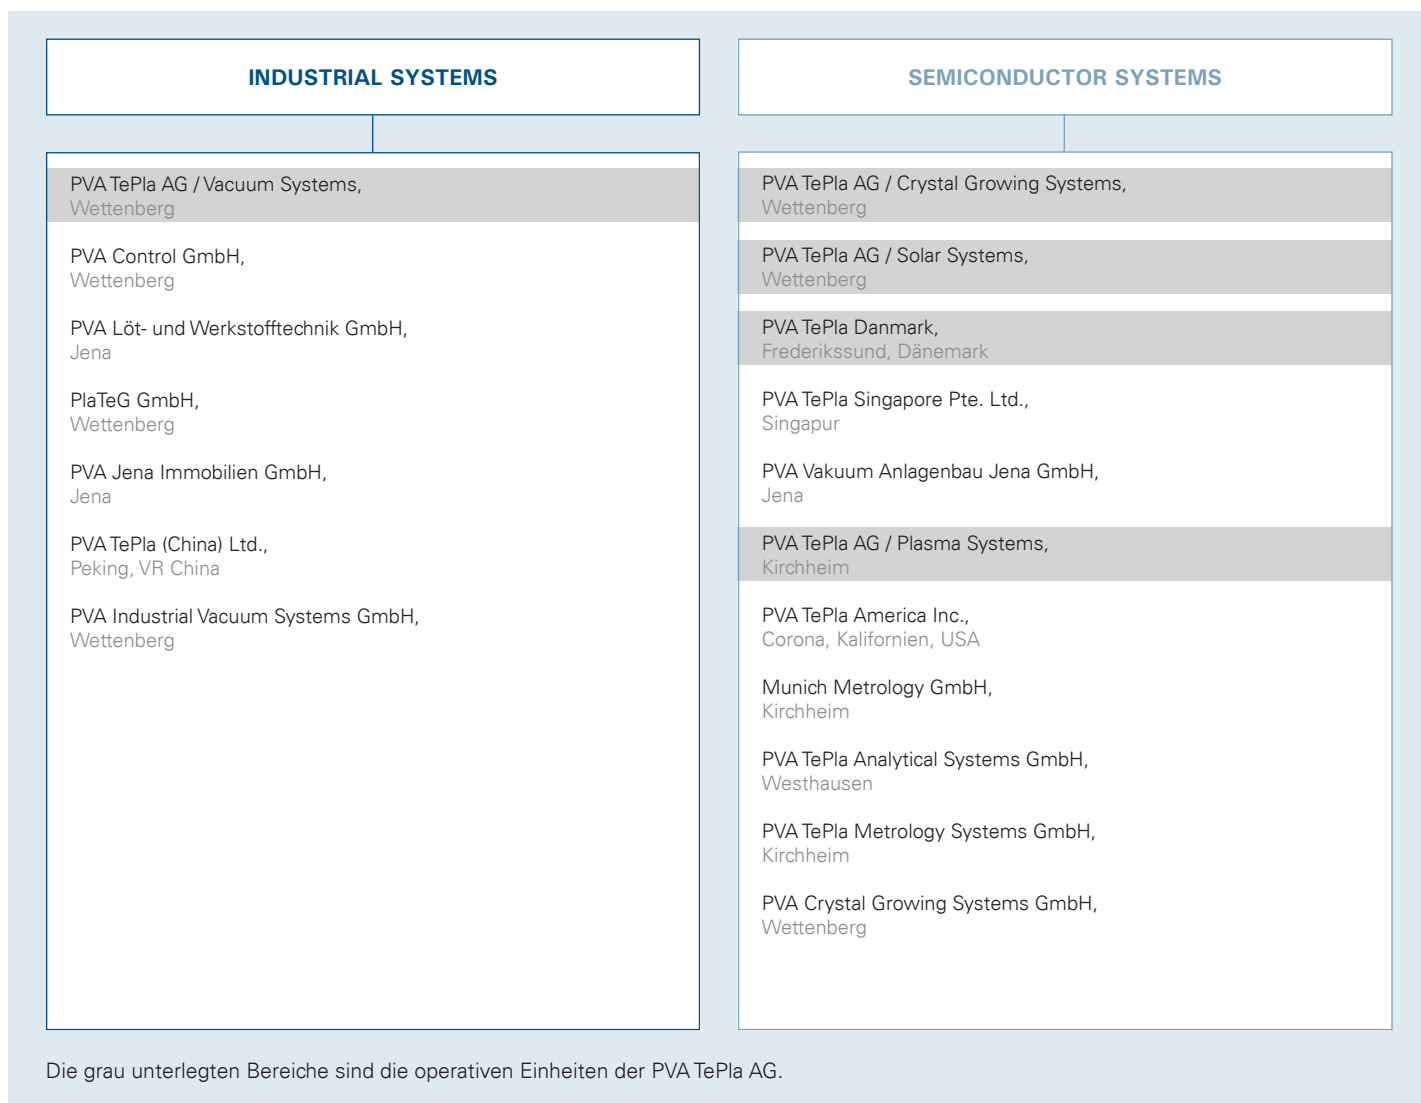 INDUSTRIAL SYSTEMS
PVA TePla AG / Vacuum Systems,
Wettenberg
PVA Control GmbH,
Wettenberg
PVA Löt- und Werkstofftechnik GmbH,
Jena
PlaTeG GmbH,
Wettenberg
PVA Jena Immobilien GmbH,
Jena
PVA TePla (China) Ltd.,
Peking, VR China
PVA Industrial Vacuum Systems GmbH,
Wettenberg
SEMICONDUCTOR SYSTEMS
PVA TePla AG / Crystal Growing Systems,
Wettenberg
PVA TePla AG / Solar Systems,
Wettenberg
PVA TePla Danmark,
Frederikssund, Dänemark
PVA TePla Singapore Pte. Ltd.,
Singapur
PVA Vakuum Anlagenbau Jena GmbH,
Jena
PVA TePla AG / Plasma Systems,
Kirchheim
PVA TePla America Inc.,
Corona, Kalifornien, USA
Munich Metrology GmbH,
Kirchheim
PVA TePla Analytical Systems GmbH,
Westhausen
PVA TePla Metrology Systems GmbH,
Kirchheim
PVA Crystal Growing Systems GmbH,
Wettenberg
Die grau unterlegten Bereiche sind die operativen Einheiten der PVA TePla AG.